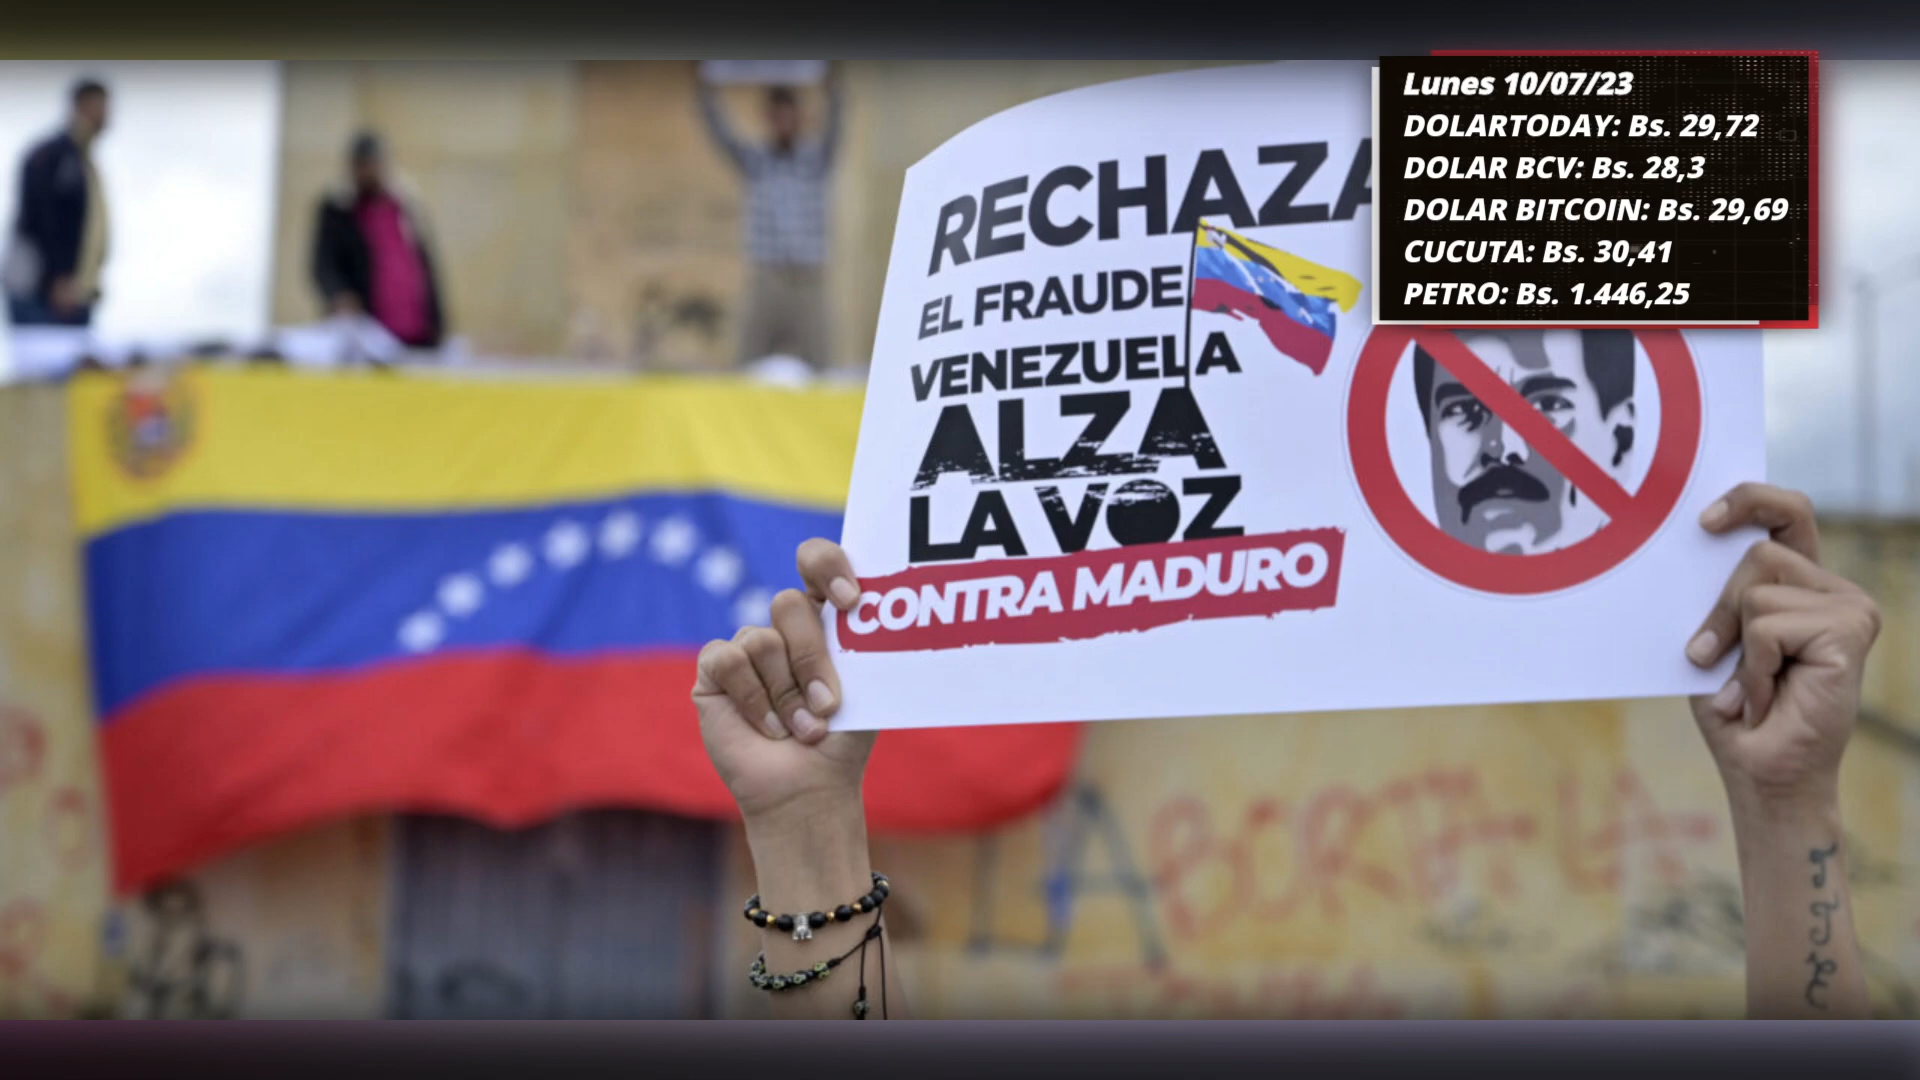 Lunes 10/07/23
DOLARTODAY: Bs. 29,72
DOLAR BCV: Bs. 28,3
DOLAR BITCOIN: Bs. 29,69
CUCUTA: Bs. 30,41
PETRO: Bs. 1.446,25
RECHAZA
EL FRAUDE
VENEZUELA
ALZA
LA VOZ
CONTRA MADURO